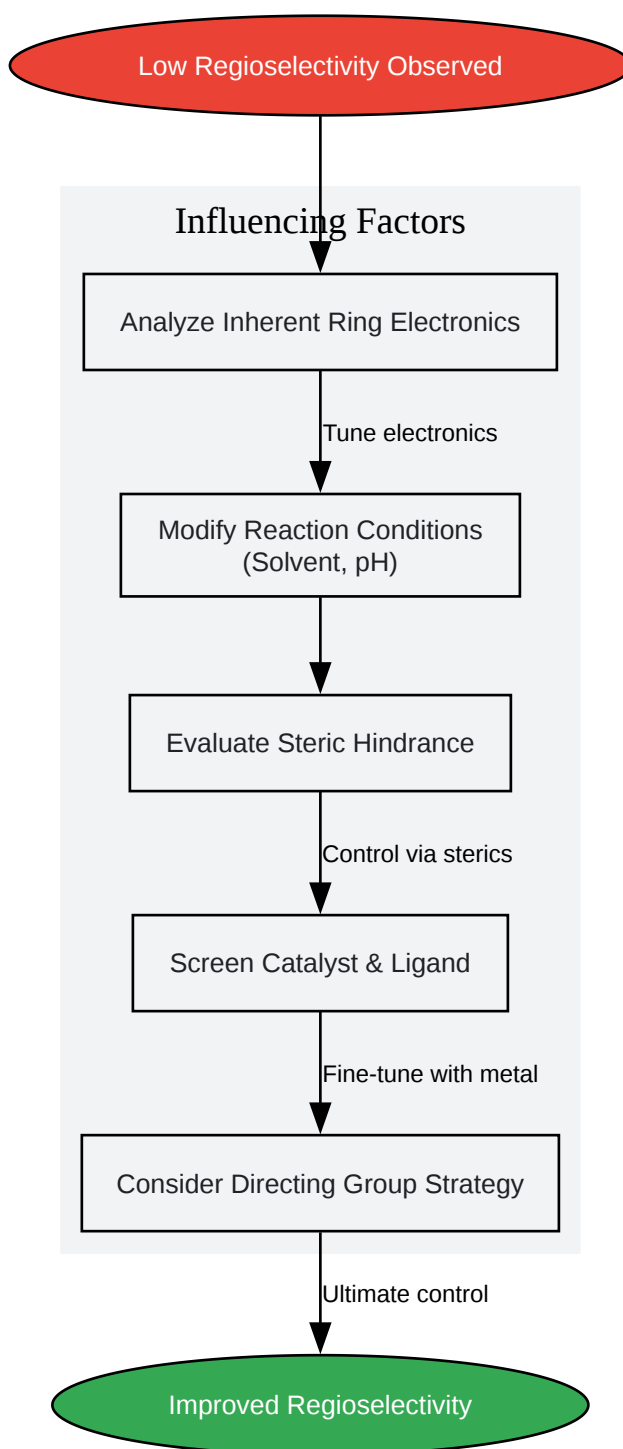 Low Regioselectivity Observed
Influencing Factors
Analyze Inherent Ring Electronics
Tune electronics
Modify Reaction Conditions
(Solvent, pH)
Evaluate Steric Hindrance
Control via sterics
Screen Catalyst & Ligand
Fine-tune with metal
Consider Directing Group Strategy
Ultimate control
Improved Regioselectivity